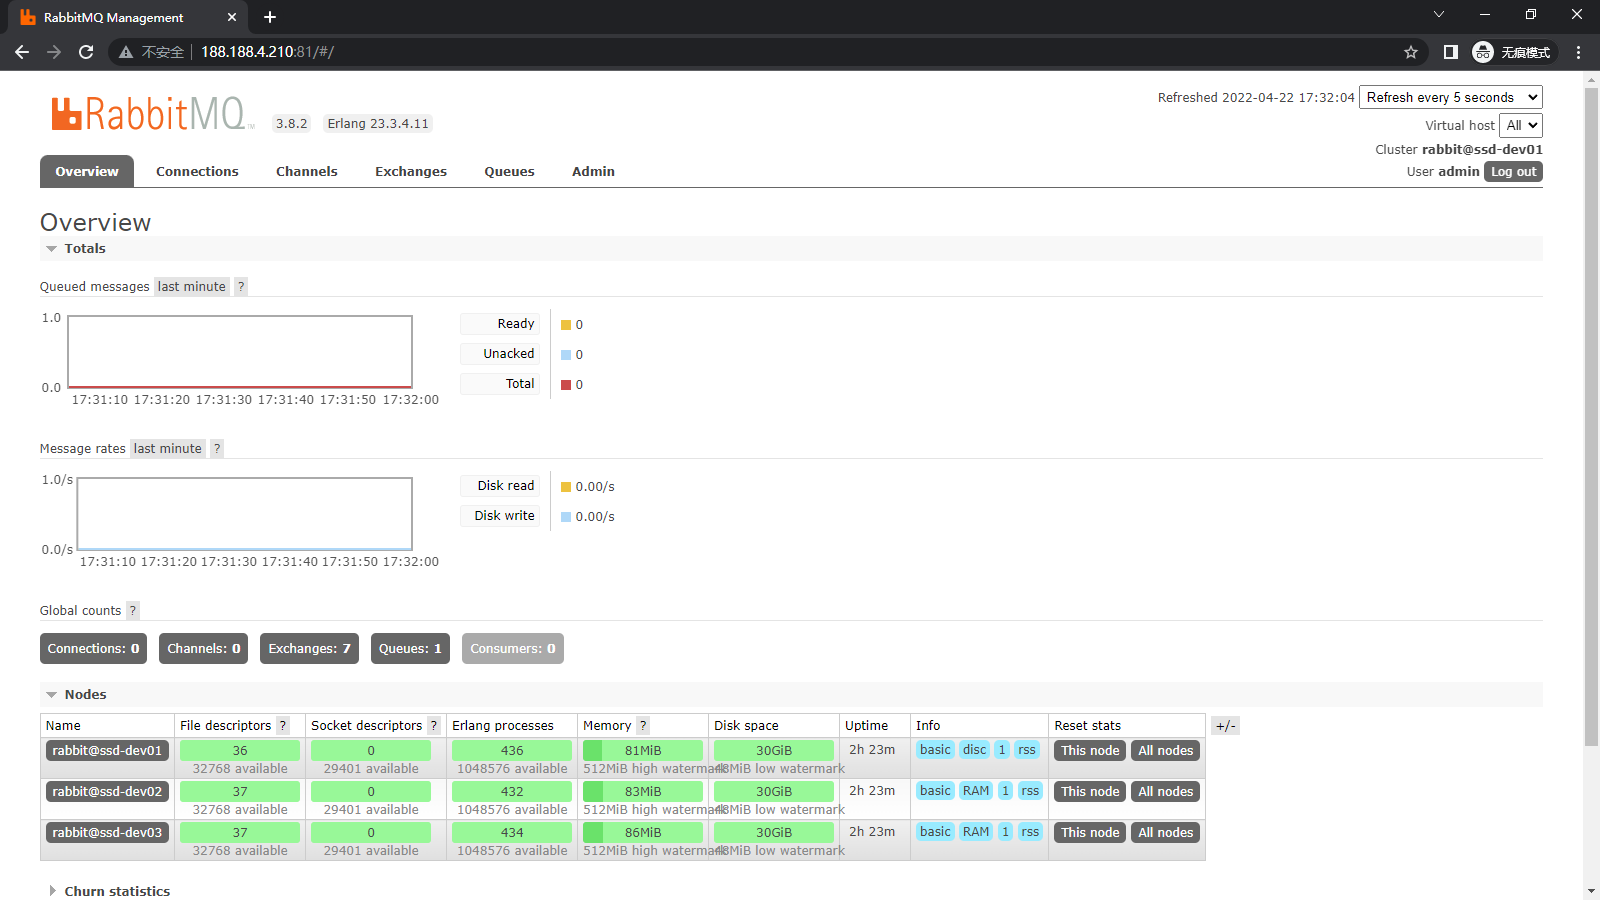 RabbitMQ Management
不安全 188.188.4.210:81/#/
无痕模式
RabbitMQ TM 3.8.2 Erlang 23.3.4.11
Refreshed 2022-04-22 17:32:04 Refresh every 5 seconds
Virtual host All
Cluster rabbit@ssd-dev01
User admin Log out
Overview Connections Channels Exchanges Queues Admin
Overview
Totals
Queued messages last minute ?
1.0
0.0
17:31:10 17:31:20 17:31:30 17:31:40 17:31:50 17:32:00
Ready 0
Unacked 0
Total 0
Message rates last minute ?
1.0/s
0.0/s
17:31:10 17:31:20 17:31:30 17:31:40 17:31:50 17:32:00
Disk read 0.00/s
Disk write 0.00/s
Global counts ?
Connections: 0 Channels: 0 Exchanges: 7 Queues: 1 Consumers: 0
Nodes
Name File descriptors ? Socket descriptors ? Erlang processes Memory ? Disk space Uptime Info Reset stats +/-
rabbit@ssd-dev01 36 0 436 81MiB 30GiB 2h 23m basic disc 1 rss This node All nodes
32768 available 29401 available 1048576 available 512MiB high watermark 48MiB low watermark
rabbit@ssd-dev02 37 0 432 83MiB 30GiB 2h 23m basic RAM 1 rss This node All nodes
32768 available 29401 available 1048576 available 512MiB high watermark 48MiB low watermark
rabbit@ssd-dev03 37 0 434 86MiB 30GiB 2h 23m basic RAM 1 rss This node All nodes
32768 available 29401 available 1048576 available 512MiB high watermark 48MiB low watermark
Churn statistics